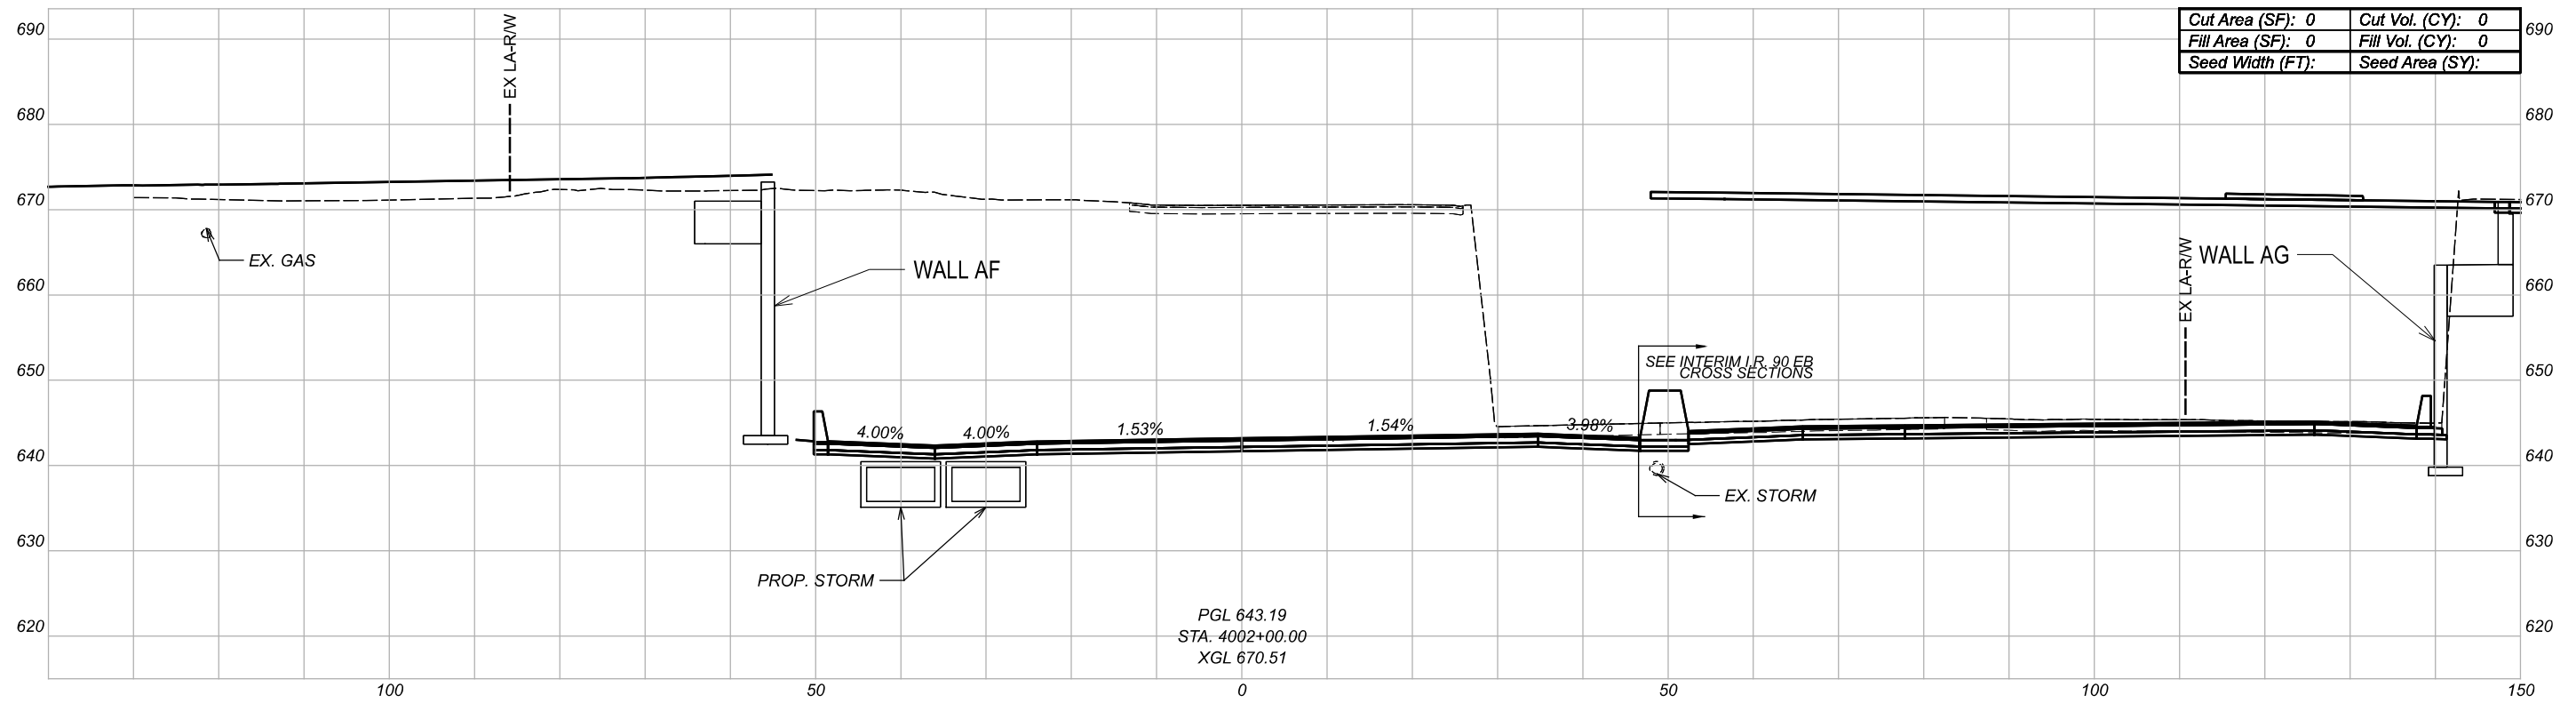 690
EX LA-R/W
Cut Area (SF): 0 Cut Vol. (CY): 0
690
Fill Area (SF): 0 Fill Vol. (CY): 0
Seed Width (FT): Seed Area (SY):
680
680
670
670
EX. GAS
WALL AF
EX LA-R/W
WALL AG
660
660
650
SEE INTERIM I.R. 90 EB
CROSS SECTIONS
650
4.00%
4.00%
1.53%
1.54%
3.98%
640
640
EX. STORM
630
630
PROP. STORM
PGL 643.19
620
STA. 4002+00.00
620
XGL 670.51
100
50
0
50
100
150